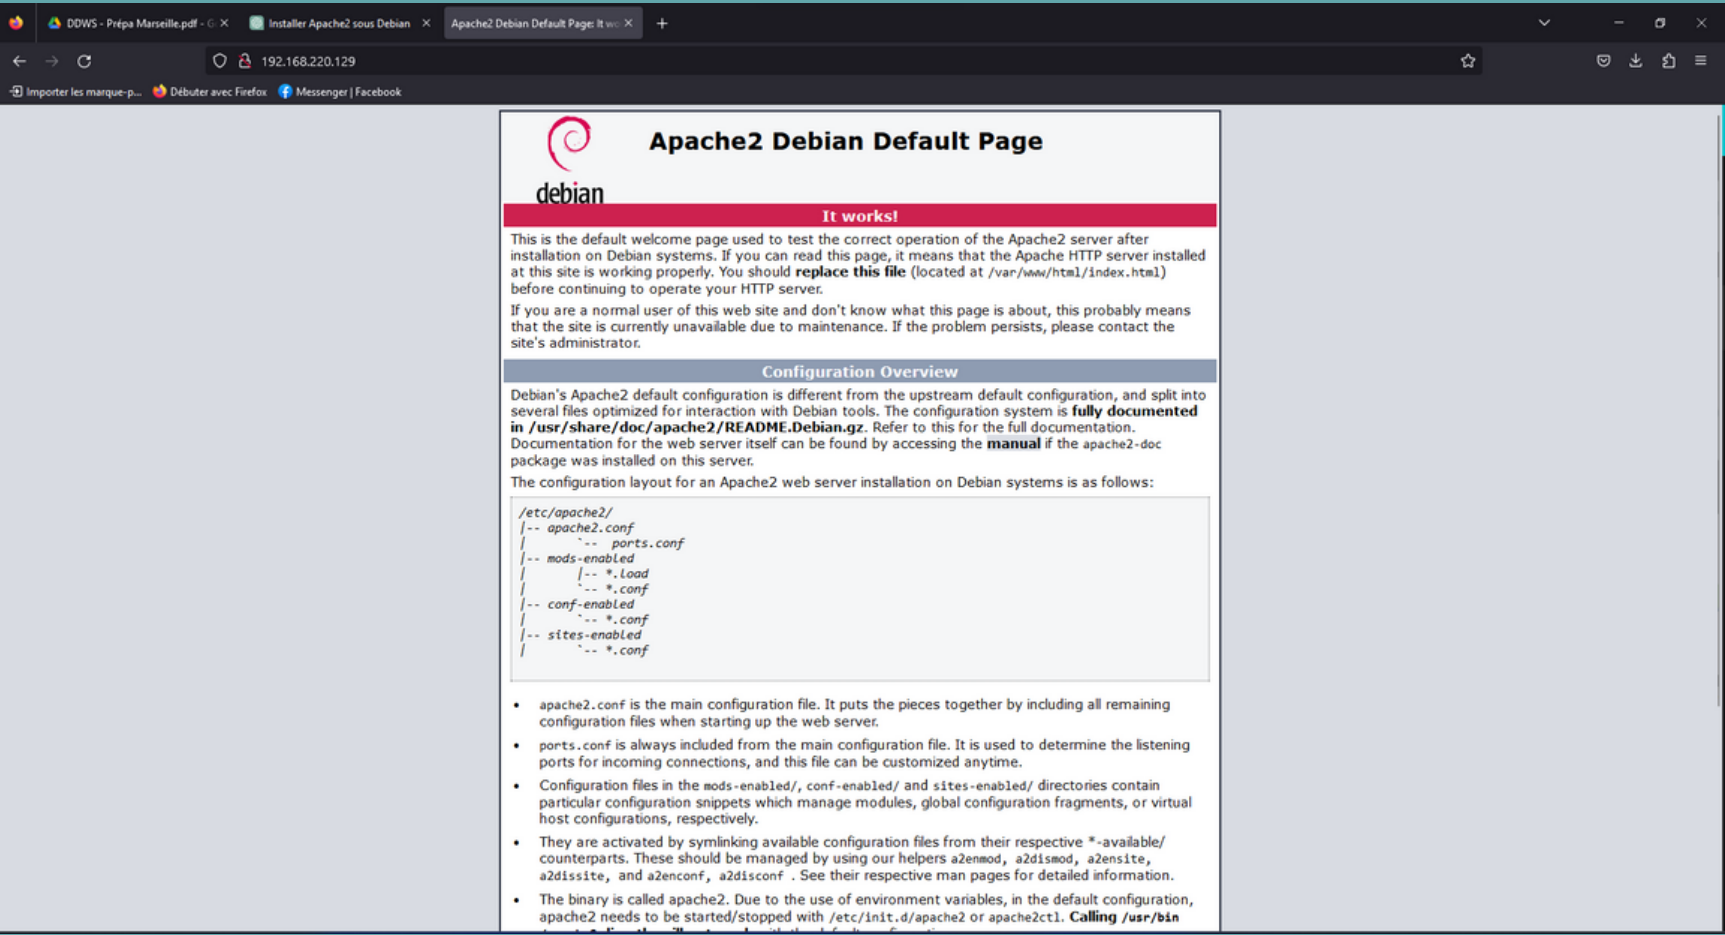 DDWS - Prépa Marseille.pdf - G
Installer Apache2 sous Debian
Apache2 Debian Default Page: It wo
192.168.220.129
Importer les marque-p...
Débuter avec Firefox
Messenger | Facebook
debian
Apache2 Debian Default Page
It works!
This is the default welcome page used to test the correct operation of the Apache2 server after
installation on Debian systems. If you can read this page, it means that the Apache HTTP server installed
at this site is working properly. You should replace this file (located at /var/www/html/index.html)
before continuing to operate your HTTP server.
If you are a normal user of this web site and don't know what this page is about, this probably means
that the site is currently unavailable due to maintenance. If the problem persists, please contact the
site's administrator.
Configuration Overview
Debian's Apache2 default configuration is different from the upstream default configuration, and split into
several files optimized for interaction with Debian tools. The configuration system is fully documented
in /usr/share/doc/apache2/README.Debian.gz. Refer to this for the full documentation.
Documentation for the web server itself can be found by accessing the manual if the apache2-doc
package was installed on this server.
The configuration layout for an Apache2 web server installation on Debian systems is as follows:
/etc/apache2/
|-- apache2.conf
|       `--  ports.conf
|-- mods-enabled
|       |-- *.load
|       `-- *.conf
|-- conf-enabled
|       `-- *.conf
|-- sites-enabled
|       `-- *.conf
• apache2.conf is the main configuration file. It puts the pieces together by including all remaining
configuration files when starting up the web server.
• ports.conf is always included from the main configuration file. It is used to determine the listening
ports for incoming connections, and this file can be customized anytime.
• Configuration files in the mods-enabled/, conf-enabled/ and sites-enabled/ directories contain
particular configuration snippets which manage modules, global configuration fragments, or virtual
host configurations, respectively.
• They are activated by symlinking available configuration files from their respective *-available/
counterparts. These should be managed by using our helpers a2enmod, a2dismod, a2ensite,
a2dissite, and a2enconf, a2disconf . See their respective man pages for detailed information.
• The binary is called apache2. Due to the use of environment variables, in the default configuration,
apache2 needs to be started/stopped with /etc/init.d/apache2 or apache2ctl. Calling /usr/bin